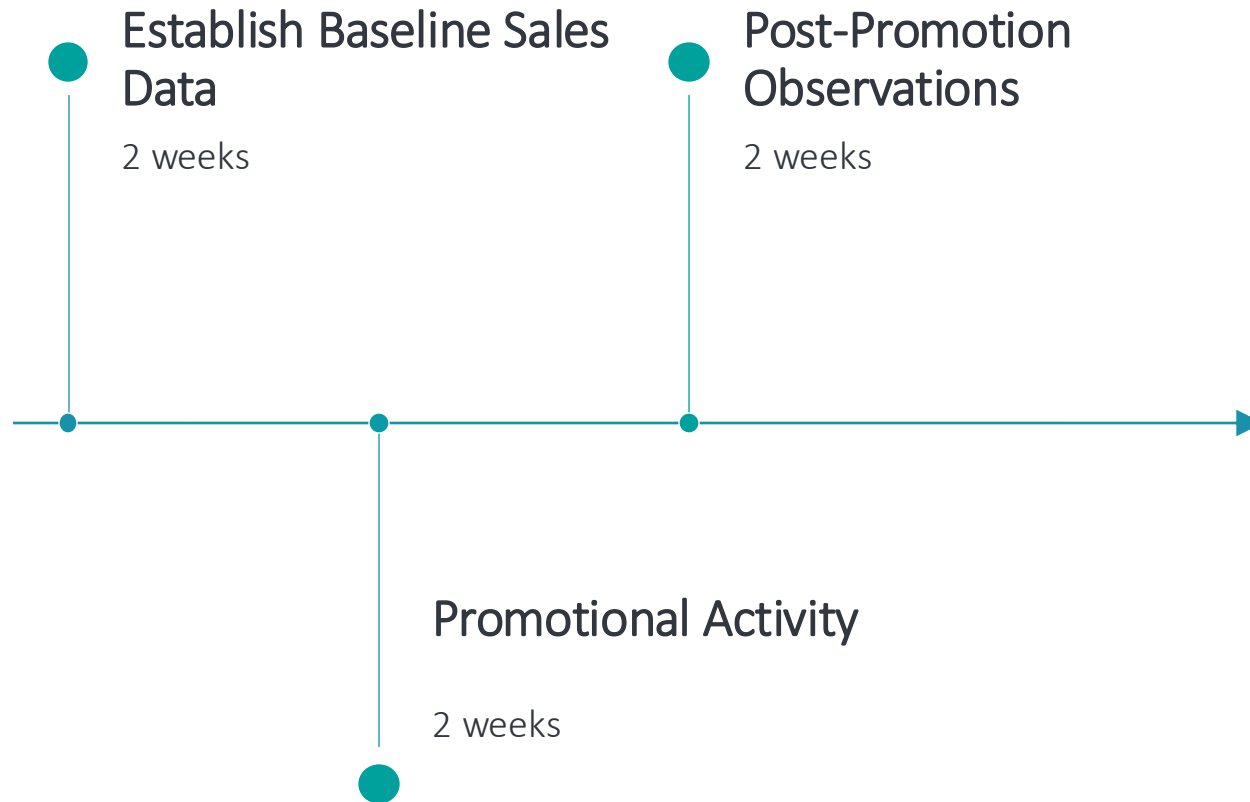 Establish Baseline Sales
Data
2 weeks
Post-Promotion
Observations
2 weeks
Promotional Activity
2 weeks